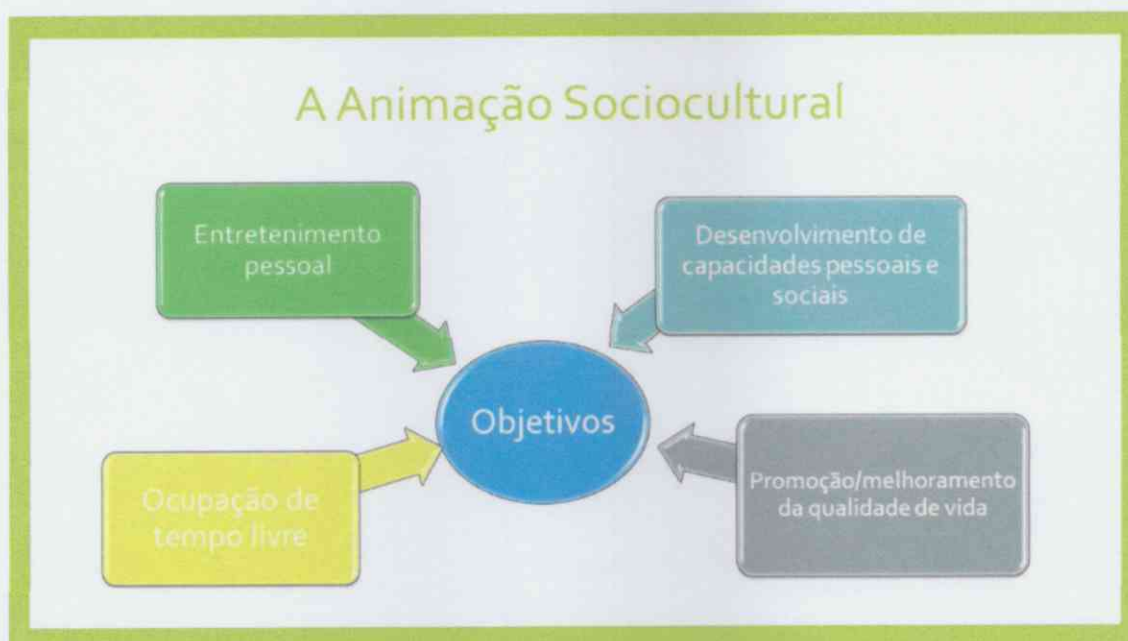 A Animação Sociocultural
Entretenimento
pessoal
Desenvolvimento de
capacidades pessoais e
sociais
Objetivos
Ocupação de
tempo livre
Promoção/melhoramento
da qualidade de vida